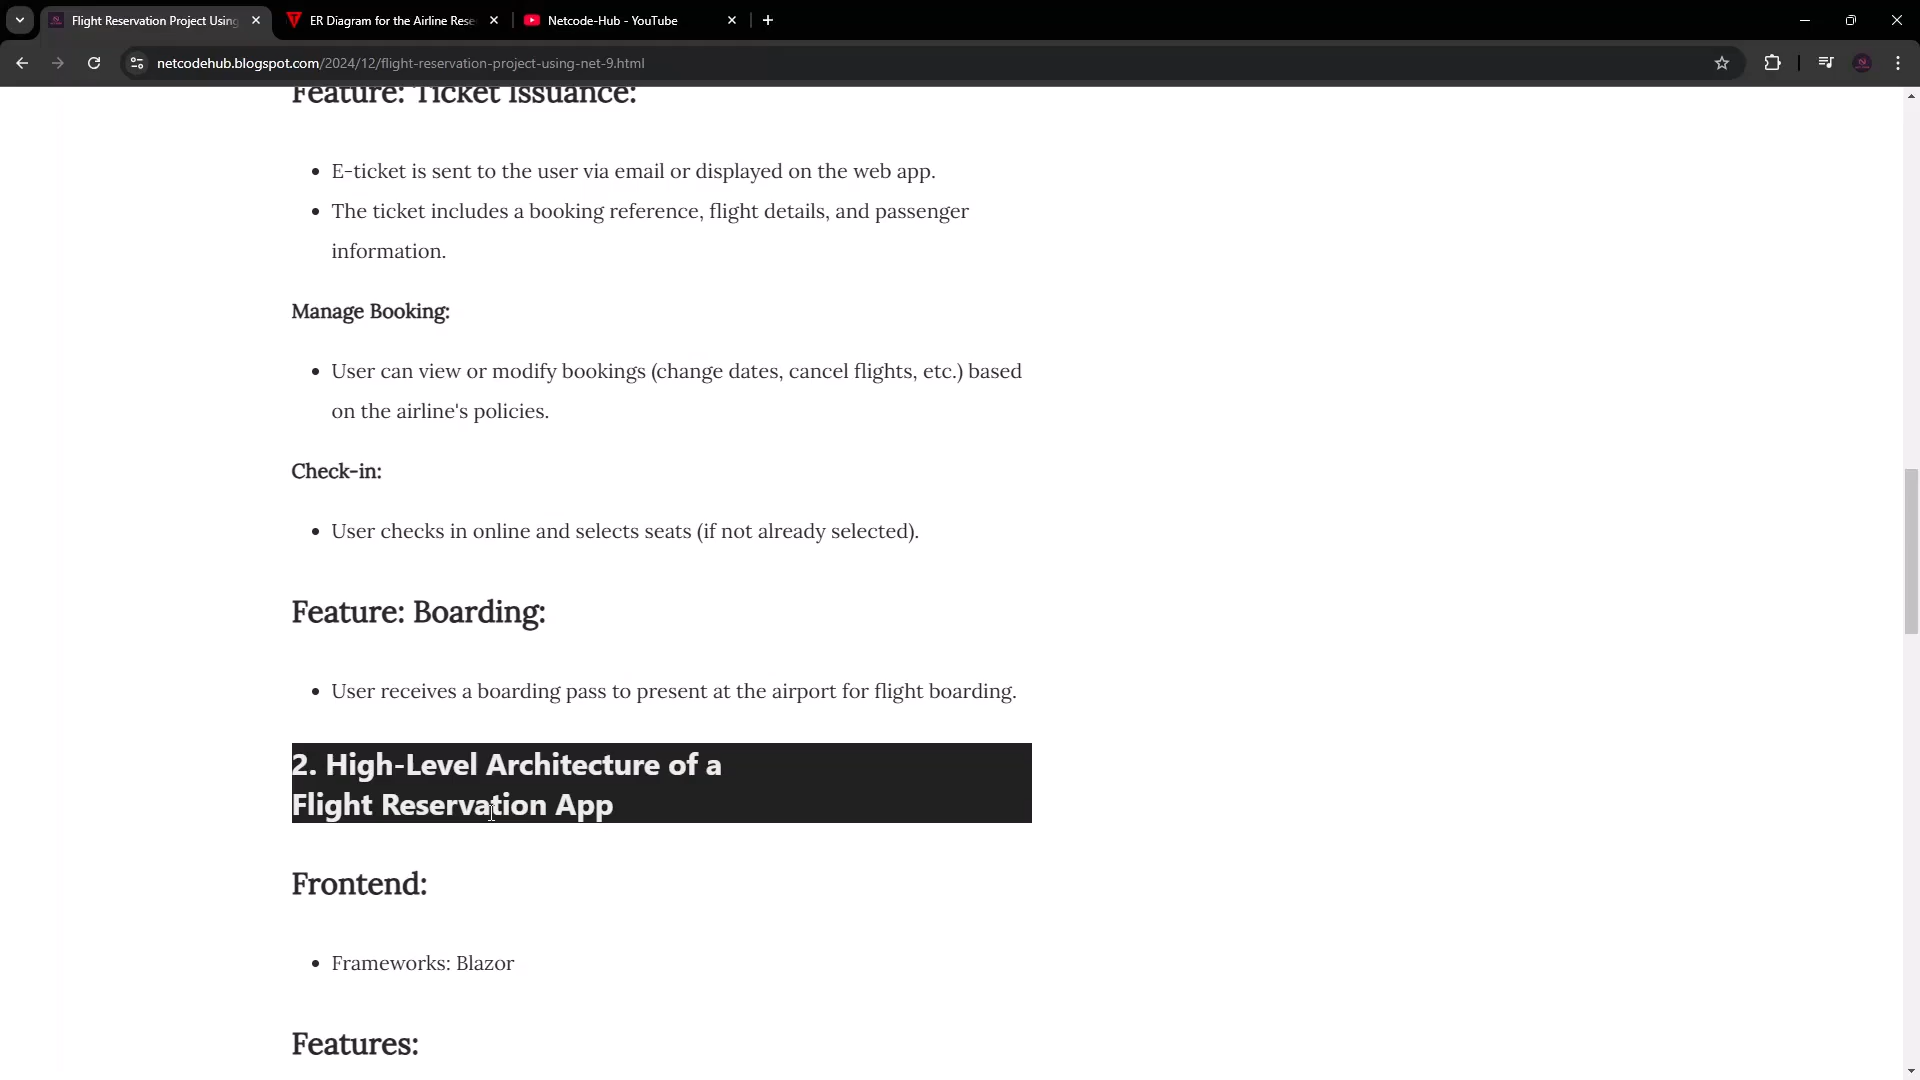 Flight Reservation Project Using
ER Diagram for the Airline Rese
Netcode-Hub - YouTube
netcodehub.blogspot.com/2024/12/flight-reservation-project-using-net-9.html
Feature: Ticket Issuance:
E-ticket is sent to the user via email or displayed on the web app.
The ticket includes a booking reference, flight details, and passenger
information.
Manage Booking:
User can view or modify bookings (change dates, cancel flights, etc.) based
on the airline's policies.
Check-in:
User checks in online and selects seats (if not already selected).
Feature: Boarding:
User receives a boarding pass to present at the airport for flight boarding.
2. High-Level Architecture of a
Flight Reservation App
Frontend:
Frameworks: Blazor
Features: